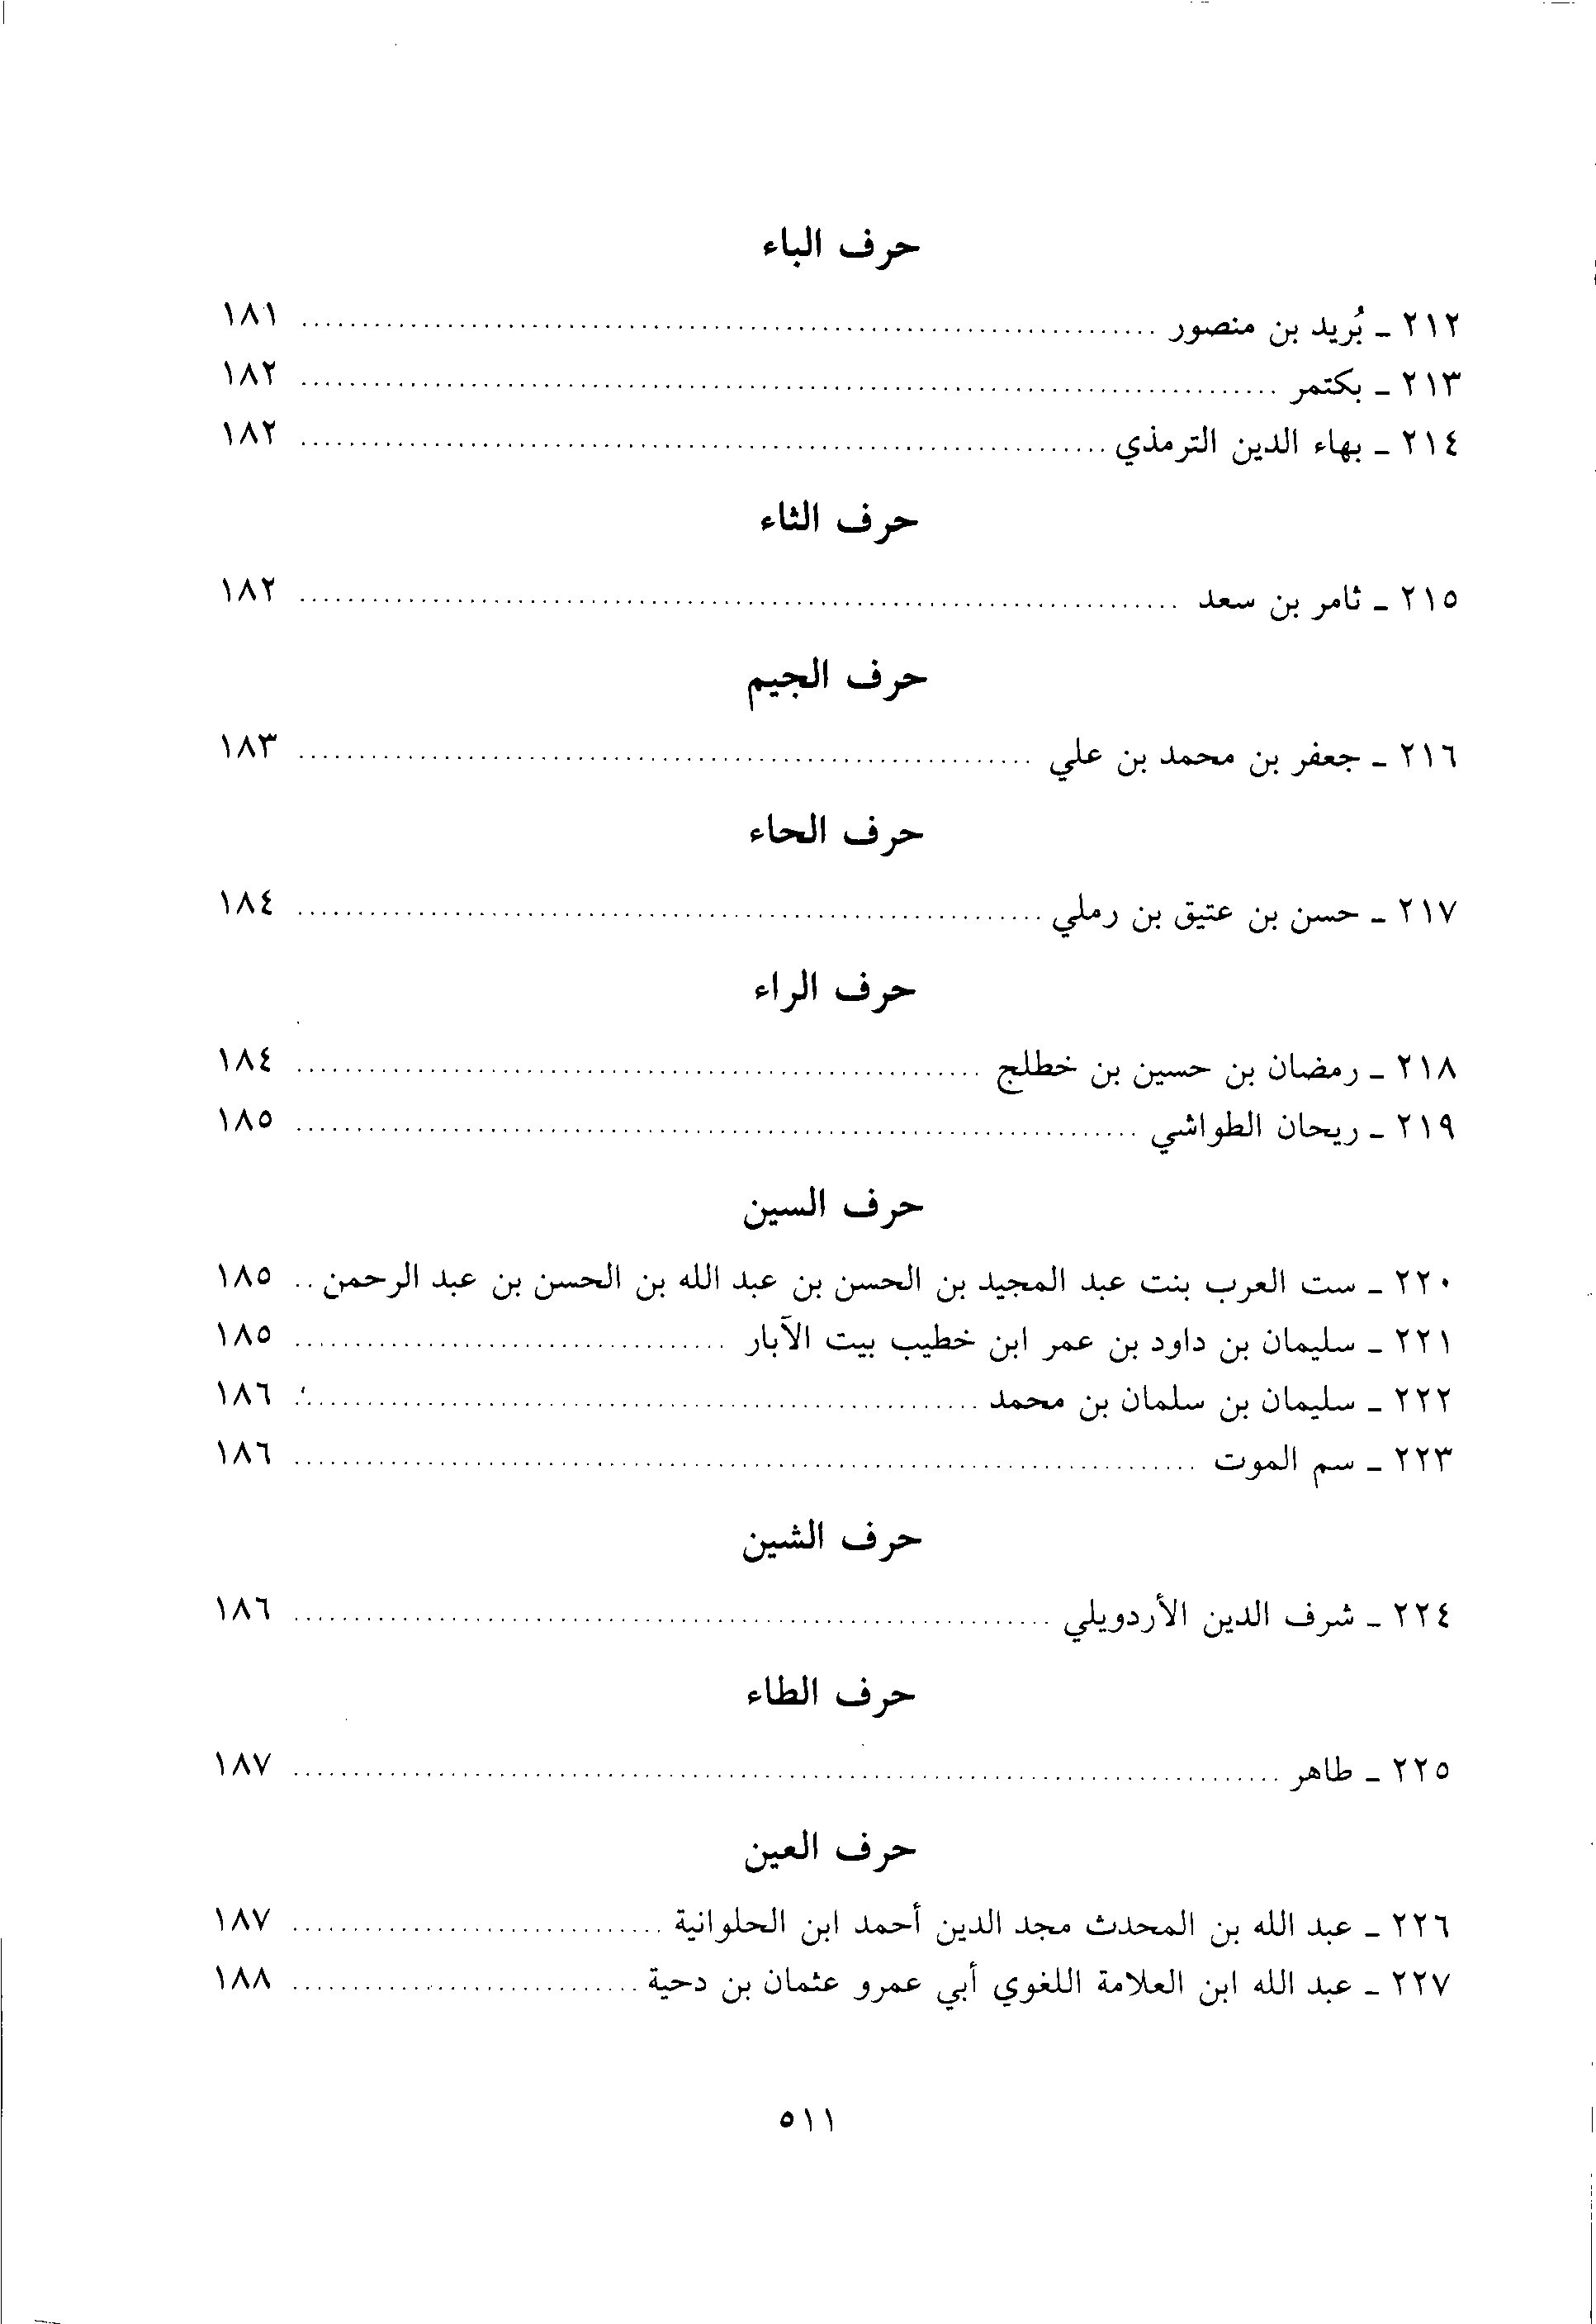 حرف الباء
٢١٢ ـ بُريد بن منصور ........ ١٨١
٢١٣ ـ بكتمر ........ ١٨٢
٢١٤ ـ بهاء الدين الترمذي ........ ١٨٢
حرف الثاء
٢١٥ ـ ثامر بن سعد ........ ١٨٢
حرف الجيم
٢١٦ ـ جعفر بن محمد بن علي ........ ١٨٣
حرف الحاء
٢١٧ ـ حسن بن عتيق بن رملي ........ ١٨٤
حرف الراء
٢١٨ ـ رمضان بن حسين بن خطلج ........ ١٨٤
٢١٩ ـ ريحان الطواشي ........ ١٨٥
حرف السين
٢٢٠ ـ ست العرب بنت عبد المجيد بن الحسن بن عبد الله بن الحسن بن عبد الرحمن .. ١٨٥
٢٢١ ـ سليمان بن داود بن عمر ابن خطيب بيت الآبار ........ ١٨٥
٢٢٢ ـ سليمان بن سلمان بن محمد ........ ١٨٦
٢٢٣ ـ سم الموت ........ ١٨٦
حرف الشين
٢٢٤ ـ شرف الدين الأردويلي ........ ١٨٦
حرف الطاء
٢٢٥ ـ طاهر ........ ١٨٧
حرف العين
٢٢٦ ـ عبد الله بن المحدث مجد الدين أحمد ابن الحلوانية ........ ١٨٧
٢٢٧ ـ عبد الله ابن العلامة اللغوي أبي عمرو عثمان بن دحية ........ ١٨٨
٥١١